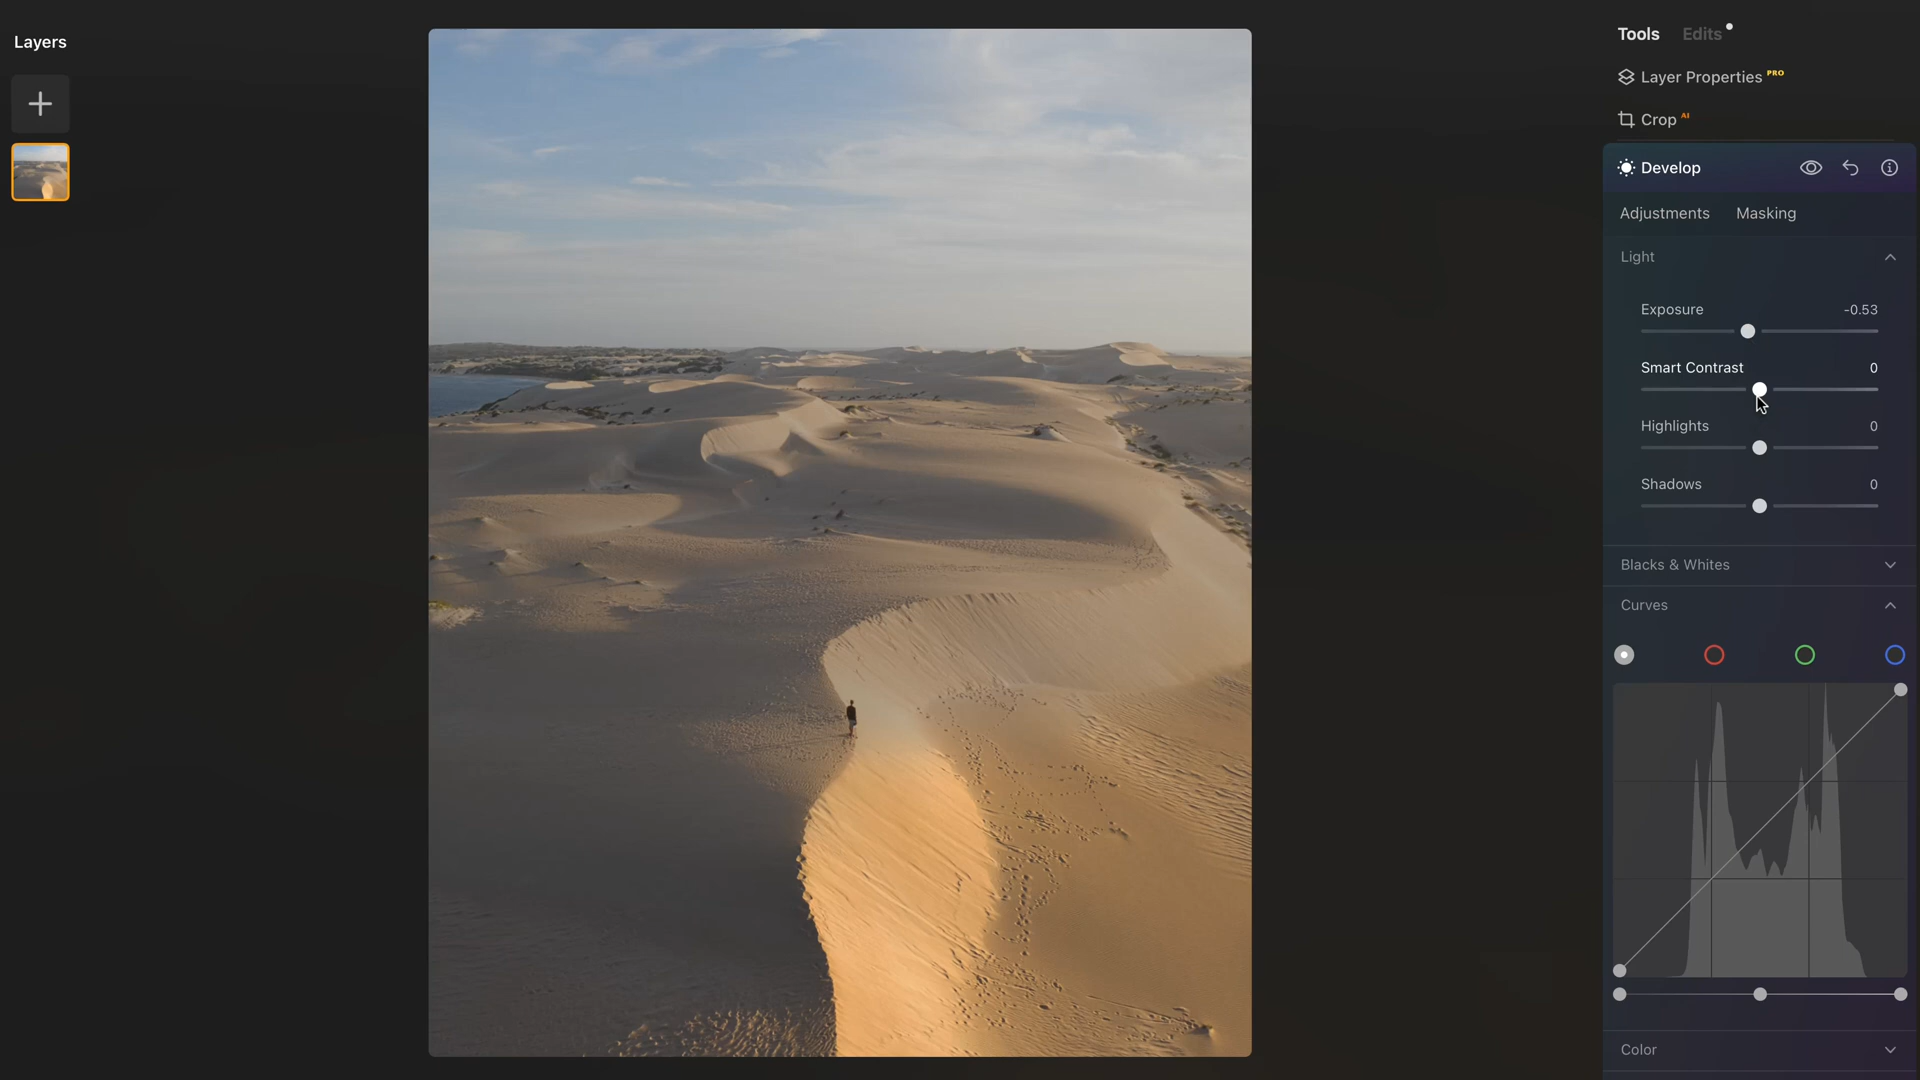 Layers
Tools Edits
Layer Properties PRO
Crop AI
Develop
Adjustments Masking
Light
Exposure -0.53
Smart Contrast 0
Highlights 0
Shadows 0
Blacks & Whites
Curves
Color